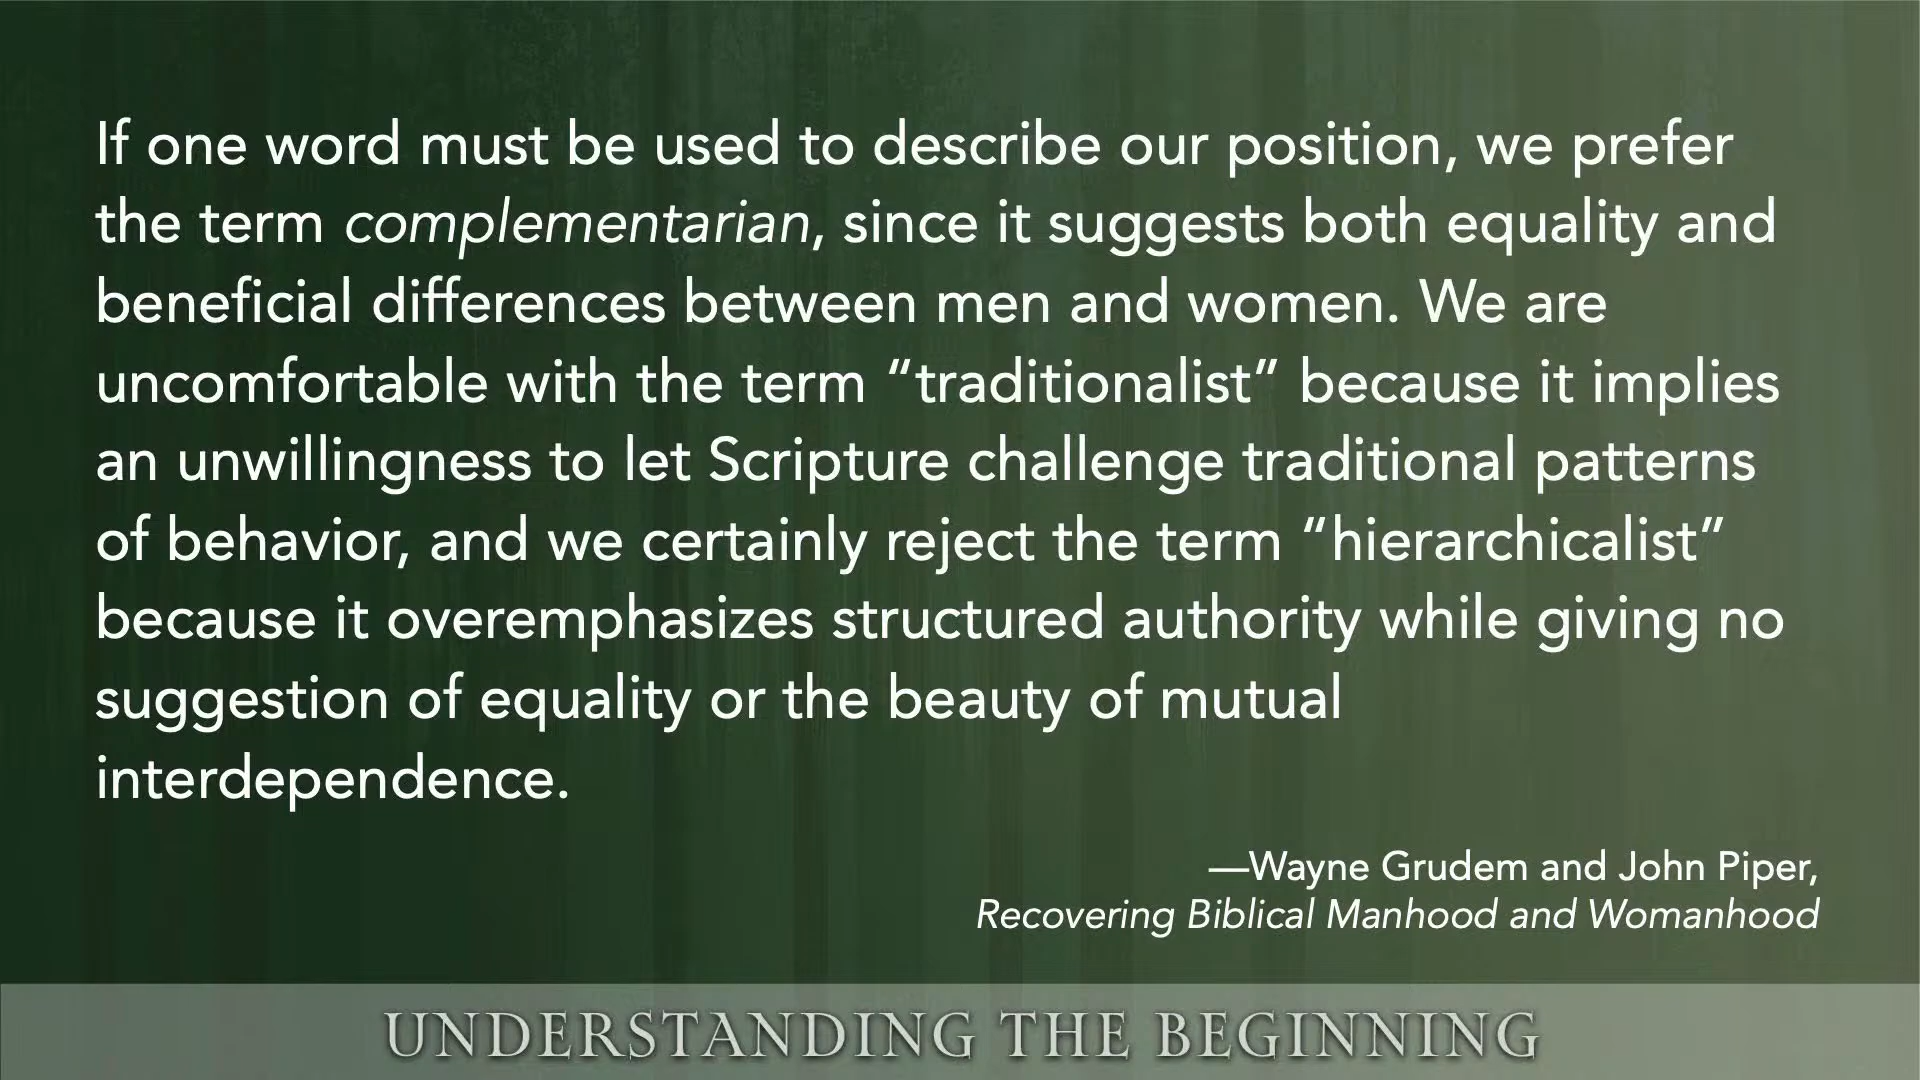 If one word must be used to describe our position, we prefer
the term complementarian, since it suggests both equality and
beneficial differences between men and women. We are
uncomfortable with the term “traditionalist” because it implies
an unwillingness to let Scripture challenge traditional patterns
of behavior, and we certainly reject the term “hierarchicalist”
because it overemphasizes structured authority while giving no
suggestion of equality or the beauty of mutual
interdependence.
—Wayne Grudem and John Piper,
Recovering Biblical Manhood and Womanhood
UNDERSTANDING THE BEGINNING